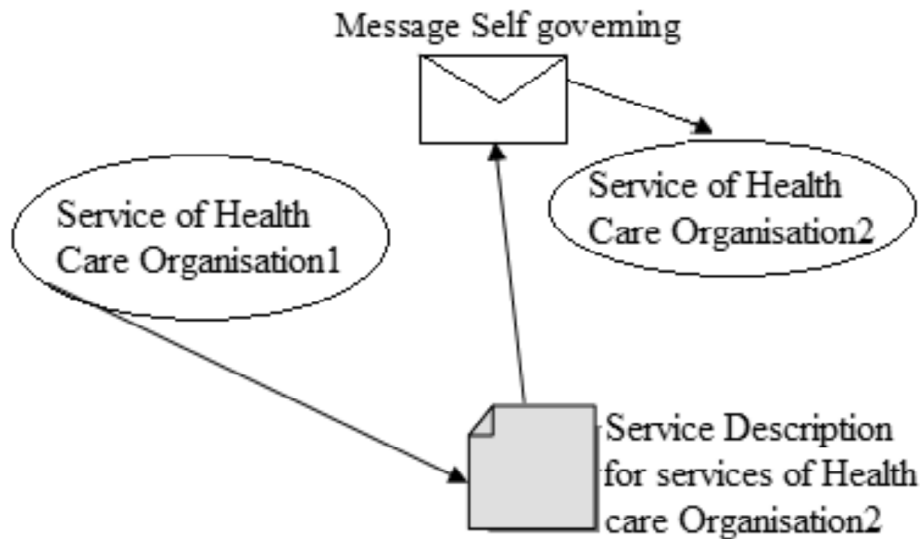 Message Self governing
Service of Health
Care Organisation1
Service of Health
Care Organisation2
Service Description
for services of Health
care Organisation2